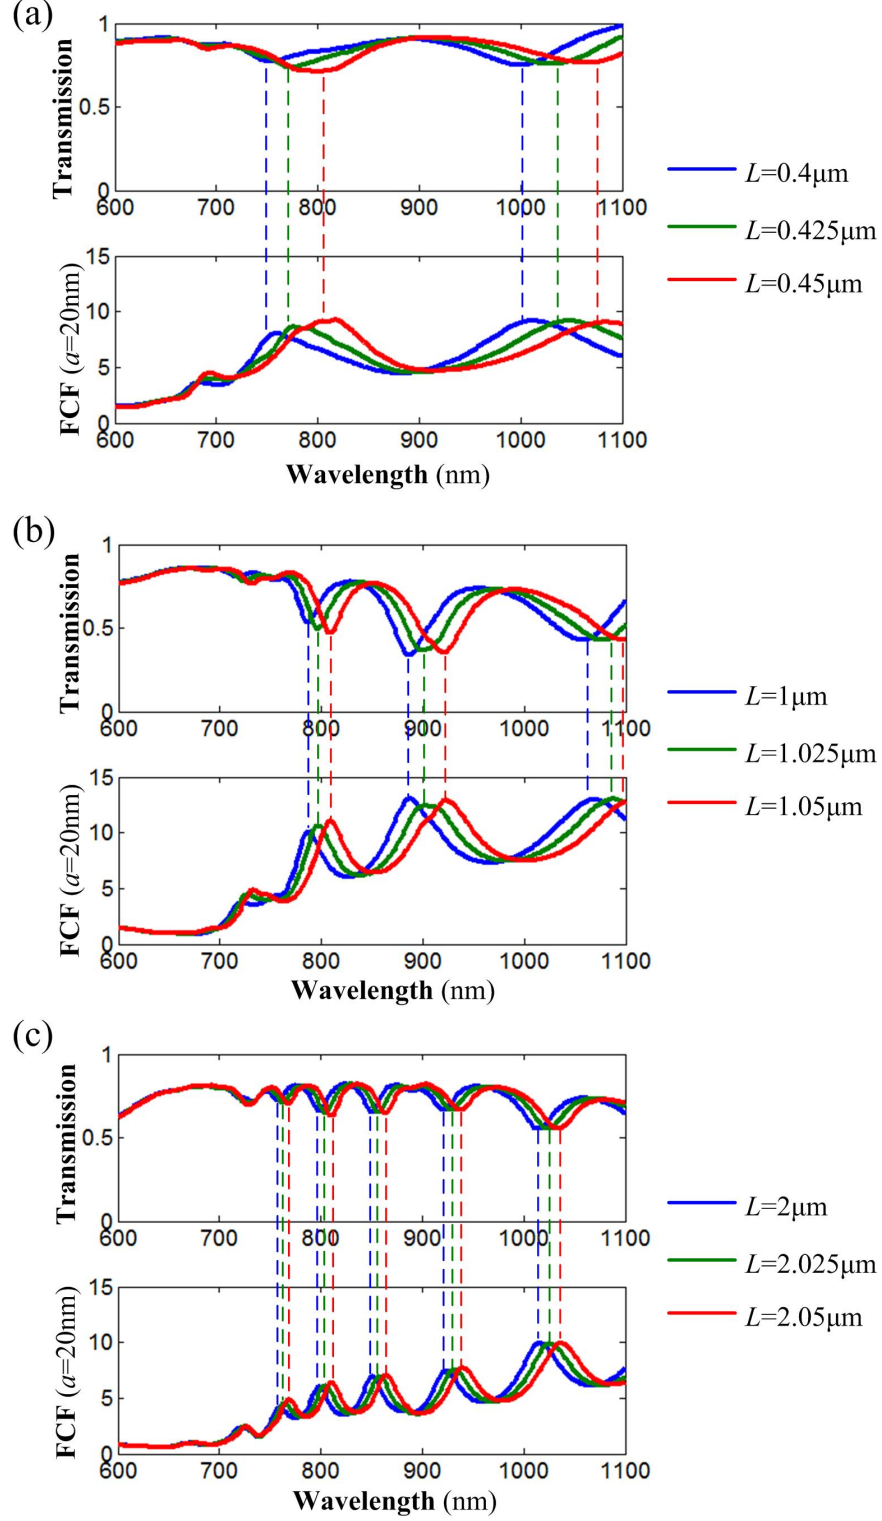 (a)
Transmission
1
0.5
0
600 700 800 900 1000 1100
FCF (a=20nm)
15
10
5
0
600 700 800 900 1000 1100
Wavelength (nm)
L=0.4μm
L=0.425μm
L=0.45μm
(b)
Transmission
1
0.5
0
600 700 800 900 1000 1100
FCF (a=20nm)
15
10
5
0
600 700 800 900 1000 1100
Wavelength (nm)
L=1μm
L=1.025μm
L=1.05μm
(c)
Transmission
1
0.5
0
600 700 800 900 1000 1100
FCF (a=20nm)
15
10
5
0
600 700 800 900 1000 1100
Wavelength (nm)
L=2μm
L=2.025μm
L=2.05μm